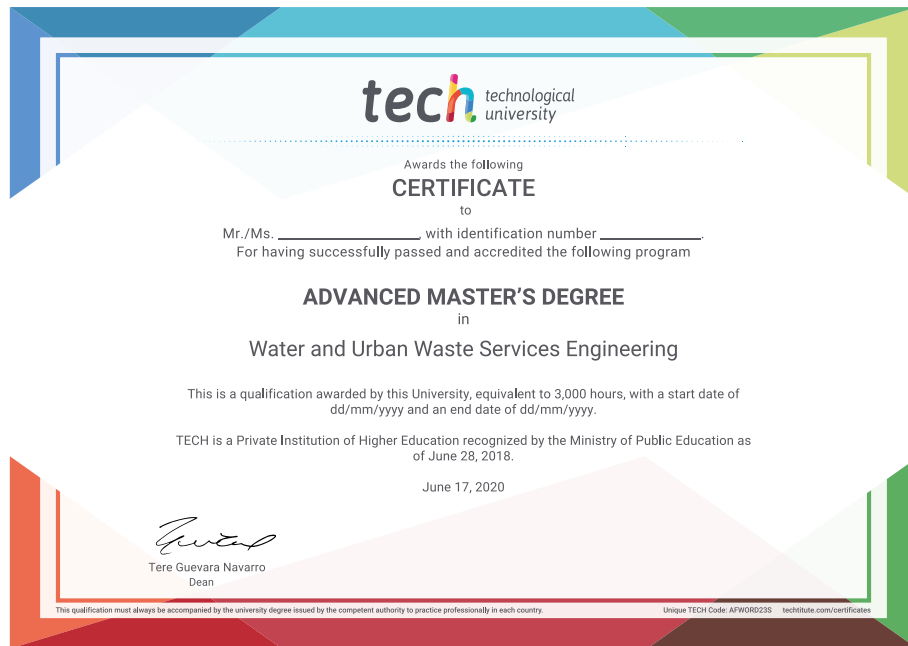 tech technological
university
Awards the following
CERTIFICATE
to
Mr./Ms. ____________________, with identification number ______________.
For having successfully passed and accredited the following program
ADVANCED MASTER'S DEGREE
in
Water and Urban Waste Services Engineering
This is a qualification awarded by this University, equivalent to 3,000 hours, with a start date of
dd/mm/yyyy and an end date of dd/mm/yyyy.
TECH is a Private Institution of Higher Education recognized by the Ministry of Public Education as
of June 28, 2018.
June 17, 2020
Tere Guevara Navarro
Dean
This qualification must always be accompanied by the university degree issued by the competent authority to practice professionally in each country.
Unique TECH Code: AFWORD23S techtitute.com/certificates